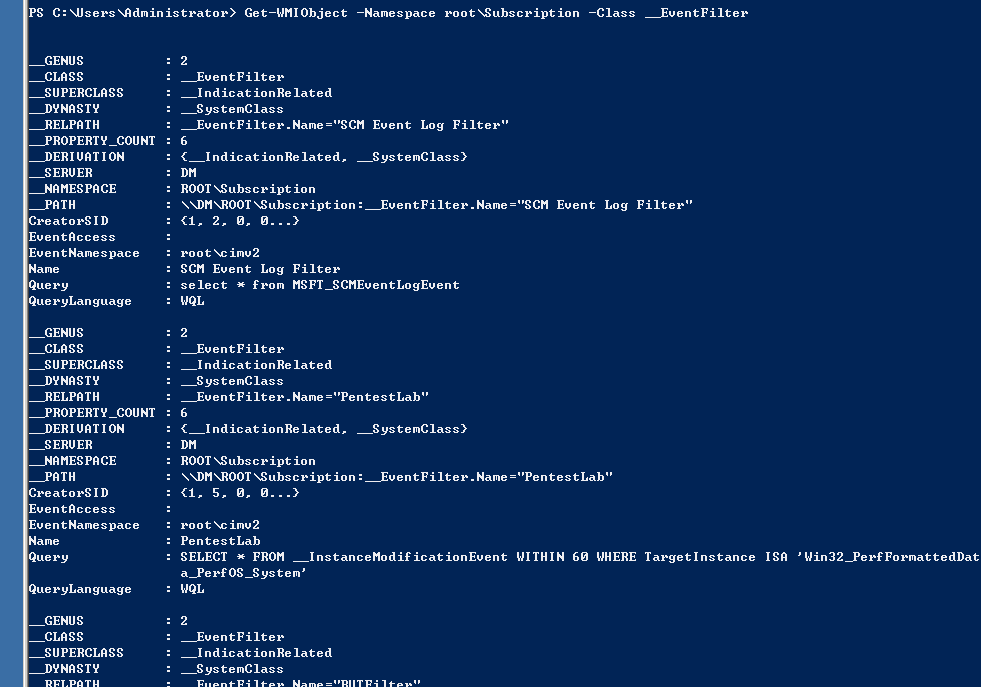 PS C:\Users\Administrator> Get-WMIObject -Namespace root\Subscription -Class __EventFilter
__GENUS : 2
__CLASS : __EventFilter
__SUPERCLASS : __IndicationRelated
__DYNASTY : __SystemClass
__RELPATH : __EventFilter.Name="SCM Event Log Filter"
__PROPERTY_COUNT : 6
__DERIVATION : {__IndicationRelated, __SystemClass}
__SERVER : DM
__NAMESPACE : ROOT\Subscription
__PATH : \\DM\ROOT\Subscription:__EventFilter.Name="SCM Event Log Filter"
CreatorSID : {1, 2, 0, 0...}
EventAccess :
EventNamespace : root\cimv2
Name : SCM Event Log Filter
Query : select * from MSFT_SCMEventLogEvent
QueryLanguage : WQL
__GENUS : 2
__CLASS : __EventFilter
__SUPERCLASS : __IndicationRelated
__DYNASTY : __SystemClass
__RELPATH : __EventFilter.Name="PentestLab"
__PROPERTY_COUNT : 6
__DERIVATION : {__IndicationRelated, __SystemClass}
__SERVER : DM
__NAMESPACE : ROOT\Subscription
__PATH : \\DM\ROOT\Subscription:__EventFilter.Name="PentestLab"
CreatorSID : {1, 5, 0, 0...}
EventAccess :
EventNamespace : root\cimv2
Name : PentestLab
Query : SELECT * FROM __InstanceModificationEvent WITHIN 60 WHERE TargetInstance ISA 'Win32_PerfFormattedDat
a_PerfOS_System'
QueryLanguage : WQL
__GENUS : 2
__CLASS : __EventFilter
__SUPERCLASS : __IndicationRelated
__DYNASTY : __SystemClass
__RELPATH : __EventFilter.Name="BVTFilter"